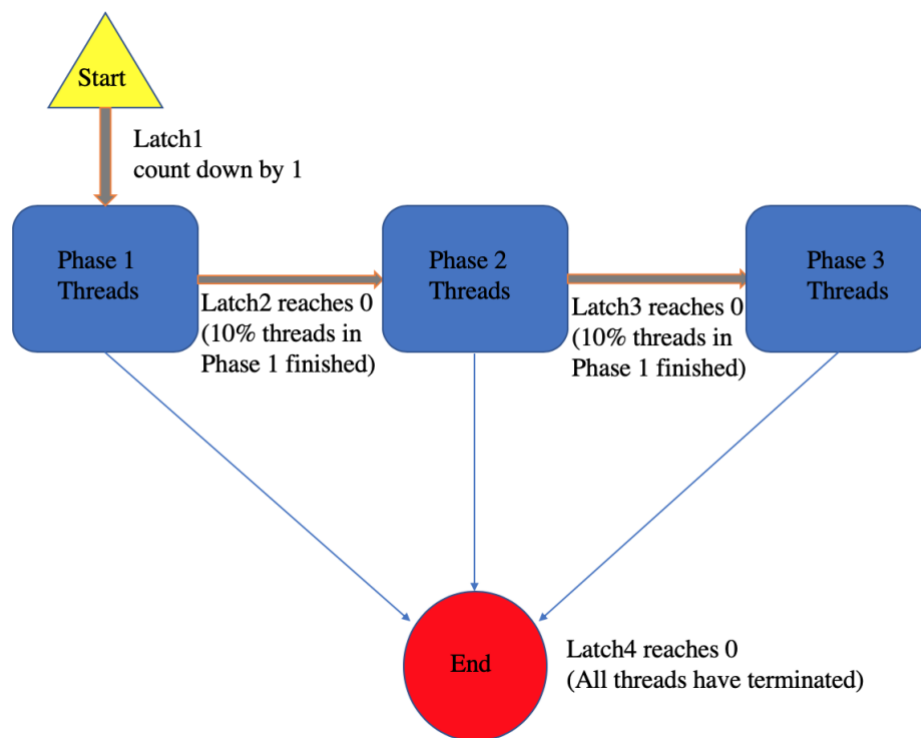 Start
Latch1
count down by 1
Phase 1
Threads
Phase 2
Threads
Phase 3
Threads
Latch2 reaches 0
(10% threads in
Phase 1 finished)
Latch3 reaches 0
(10% threads in
Phase 1 finished)
End
Latch4 reaches 0
(All threads have terminated)